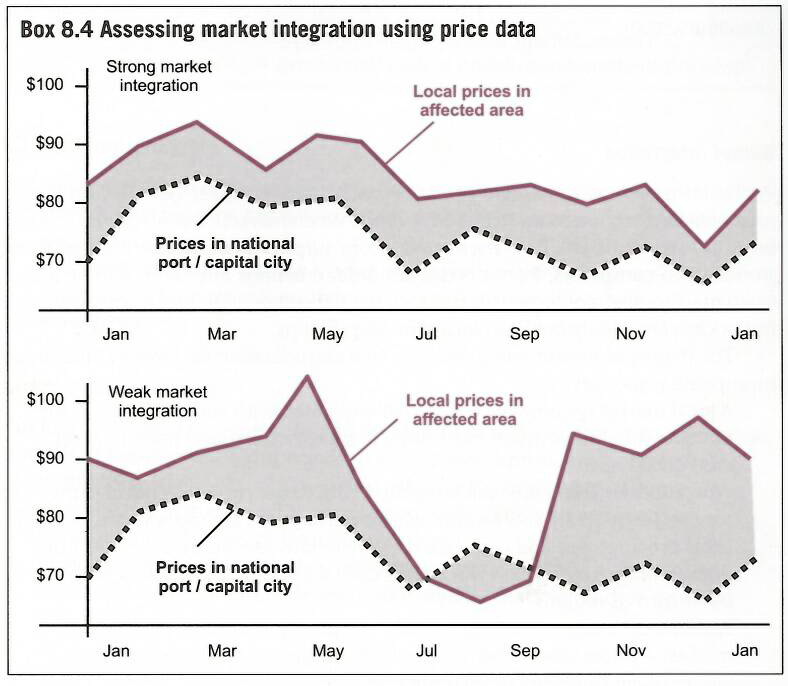 Box 8.4 Assessing market integration using price data
Strong market
integration
$100
$90
$80
$70
Local prices in
affected area
Prices in national
port / capital city
Jan Mar May Jul Sep Nov Jan
Weak market
integration
$100
$90
$80
$70
Local prices in
affected area
Prices in national
port / capital city
Jan Mar May Jul Sep Nov Jan